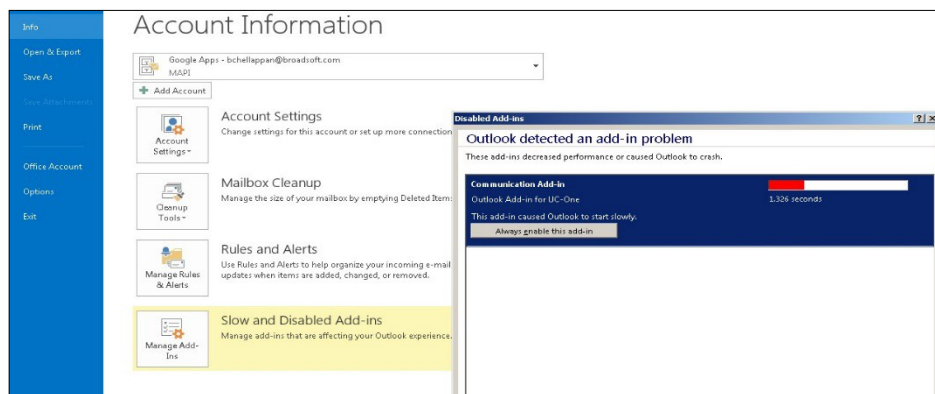 Info
Open & Export
Save As
Save Attachments
Print
Office Account
Options
Exit
Account Information
Google Apps - bchellappan@broadsoft.com
MAPI
Add Account
Account
Settings
Account Settings
Change settings for this account or set up more connection
Cleanup
Tools
Mailbox Cleanup
Manage the size of your mailbox by emptying Deleted Item
Manage Rules
& Alerts
Rules and Alerts
Use Rules and Alerts to help organize your incoming e-mail
updates when items are added, changed, or removed.
Manage Add-
Ins
Slow and Disabled Add-ins
Manage add-ins that are affecting your Outlook experience.
Disabled Add-ins
Outlook detected an add-in problem
These add-ins decreased performance or caused Outlook to crash.
Communication Add-in
Outlook Add-in for UC-One
1.326 seconds
This add-in caused Outlook to start slowly.
Always enable this add-in